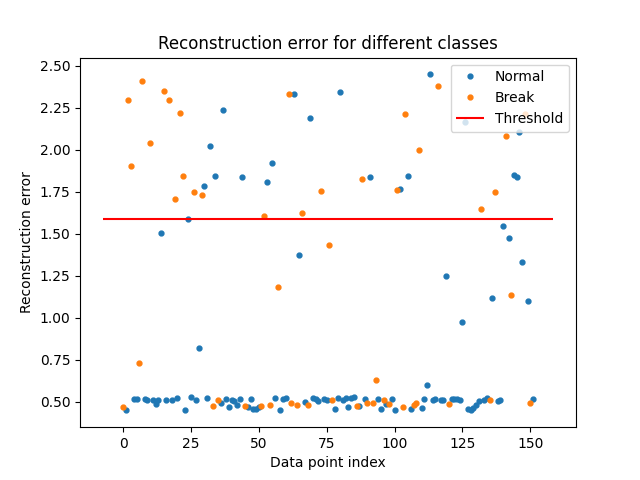 Reconstruction error for different classes
Normal
Break
Threshold
Reconstruction error
2.50
2.25
2.00
1.75
1.50
1.25
1.00
0.75
0.50
0
25
50
75
100
125
150
Data point index